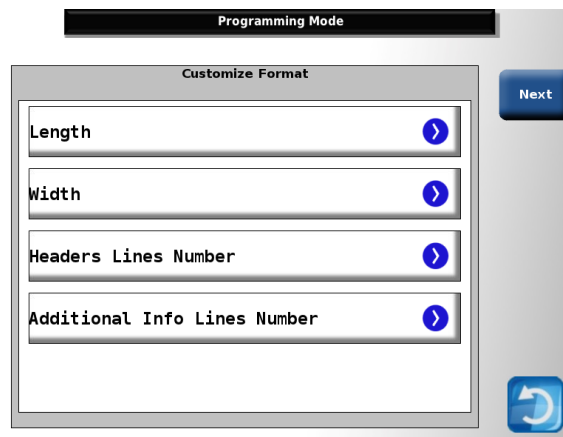 Programming Mode
Customize Format
Next
Length
Width
Headers Lines Number
Additional Info Lines Number